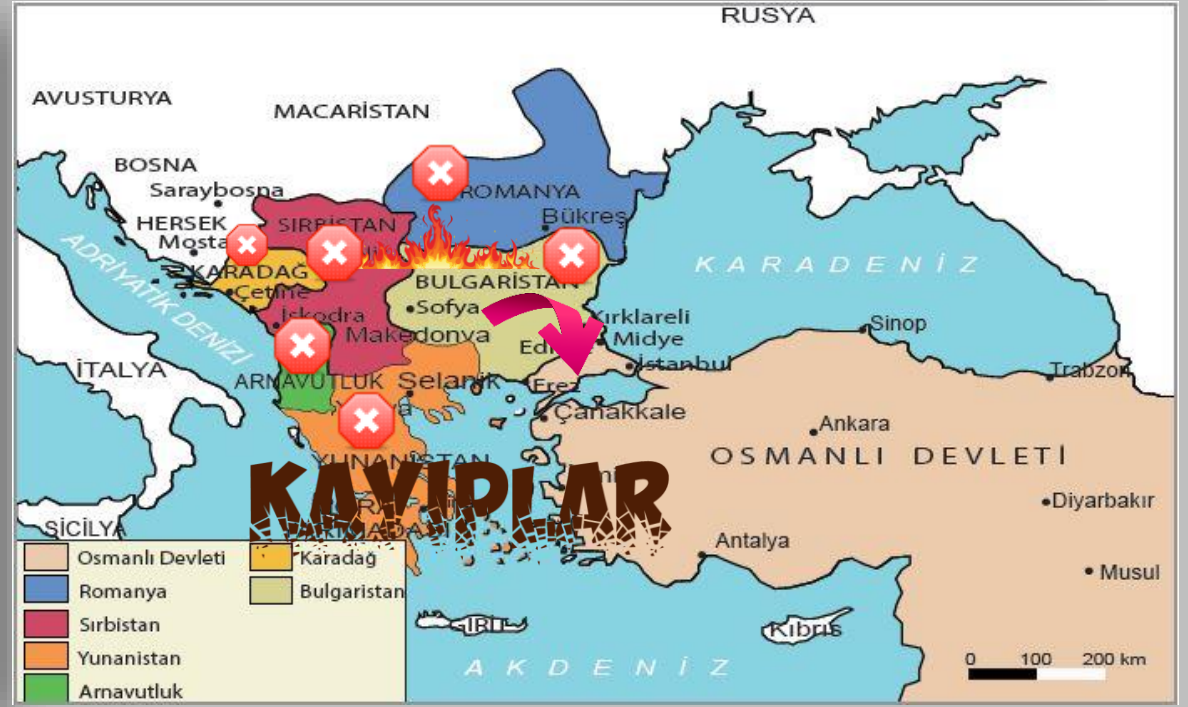 RUSYA
AVUSTURYA
MACARİSTAN
BOSNA
Saraybosna
HERSEK
ROMANYA
Bükreş
SIRBİSTAN
ADRİYATİK DENİZİ
KARADAĞ
Çetine
KARADENİZ
BULGARİSTAN
Sofya
İşkodra
Kırklareli
Midye
Makedonya
Sinop
İTALYA
İstanbul
Trabzon
ARNAVUTLUK
Selanik
Çanakkale
Ankara
OSMANLI DEVLETİ
YUNANİSTAN
KAYIPLAR
Diyarbakır
SİCİLYA
Antalya
Musul
Kıbrıs
AKDENİZ
0 100 200 km
Osmanlı Devleti
Romanya
Sırbistan
Yunanistan
Arnavutluk
Karadağ
Bulgaristan